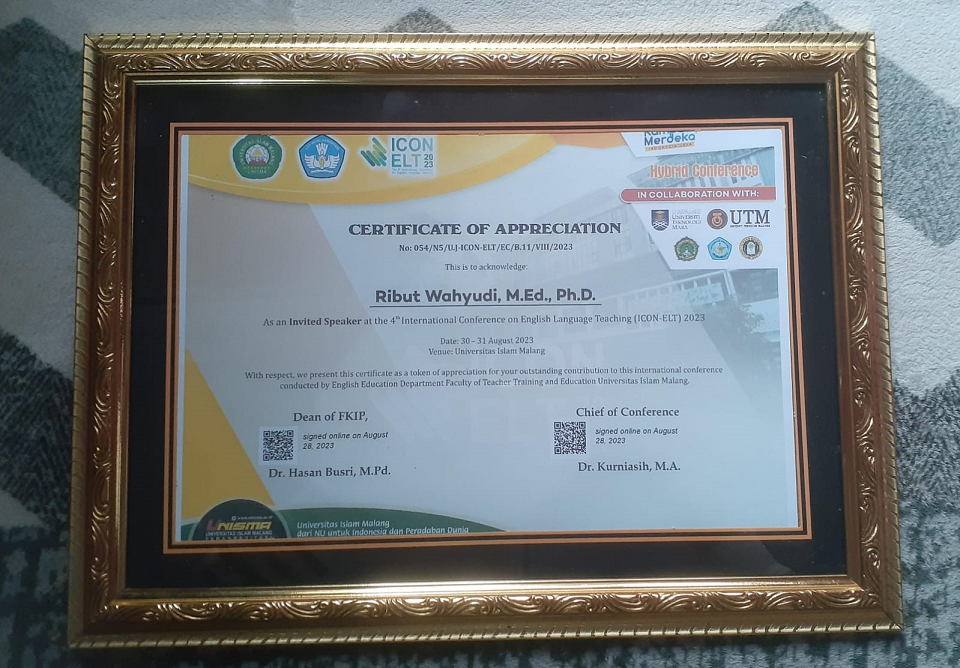 ICON
ELT 2023
Merdeka
Hybrid Conference
IN COLLABORATION WITH:
UNIVERSITI
TEKNOLOGI
MARA
UTM
CERTIFICATE OF APPRECIATION
No: 054/N5/U.J-ICON-ELT/EC/B.11/VIII/2023
This is to acknowledge:
Ribut Wahyudi, M.Ed., Ph.D.
As an Invited Speaker at the 4th International Conference on English Language Teaching (ICON-ELT) 2023
Date: 30 – 31 August 2023
Venue: Universitas Islam Malang
With respect, we present this certificate as a token of appreciation for your outstanding contribution to this international conference
conducted by English Education Department Faculty of Teacher Training and Education Universitas Islam Malang.
Dean of FKIP,
signed online on August
28, 2023
Dr. Hasan Busri, M.Pd.
Chief of Conference
signed online on August
28, 2023
Dr. Kurniasih, M.A.
UNISMA
UNIVERSITAS ISLAM MALANG
Universitas Islam Malang
dari NU untuk Indonesia dan Peradaban Dunia